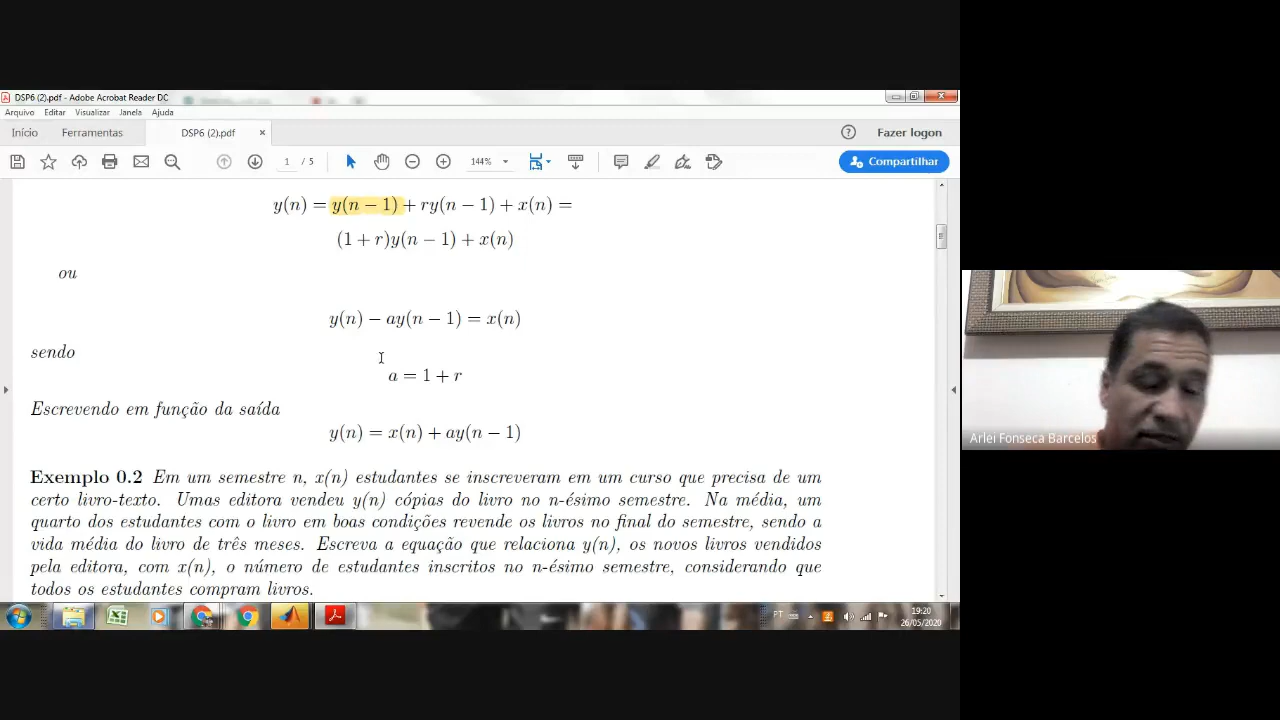 DSP6 (2).pdf - Adobe Acrobat Reader DC
Arquivo Editar Visualizar Janela Ajuda
Início Ferramentas DSP6 (2).pdf × Fazer logon
1 / 5 144% Compartilhar
y(n) = y(n − 1) + ry(n − 1) + x(n) =
(1 + r)y(n − 1) + x(n)
ou
y(n) − ay(n − 1) = x(n)
sendo
a = 1 + r
Escrevendo em função da saída
y(n) = x(n) + ay(n − 1)
Exemplo 0.2 Em um semestre n, x(n) estudantes se inscreveram em um curso que precisa de um
certo livro-texto. Umas editora vendeu y(n) cópias do livro no n-ésimo semestre. Na média, um
quarto dos estudantes com o livro em boas condições revende os livros no final do semestre, sendo a
vida média do livro de três meses. Escreva a equação que relaciona y(n), os novos livros vendidos
pela editora, com x(n), o número de estudantes inscritos no n-ésimo semestre, considerando que
todos os estudantes compram livros.
Arlei Fonseca Barcelos
PT 19:20
26/05/2020